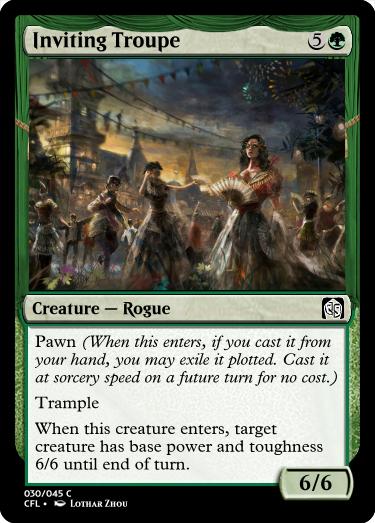 Inviting Troupe 5
Creature — Rogue
Pawn (When this enters, if you cast it from
your hand, you may exile it plotted. Cast it
at sorcery speed on a future turn for no cost.)
Trample
When this creature enters, target
creature has base power and toughness
6/6 until end of turn.
6/6
030/045 C
CFL • Lothar Zhou